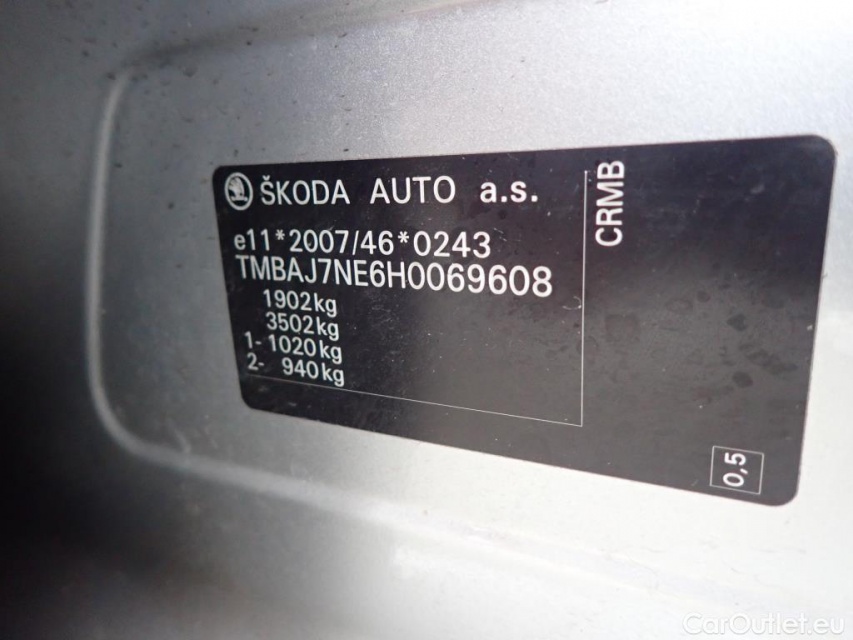 ŠKODA AUTO a.s.
e11*2007/46*0243
TMBAJ7NE6H0069608
1902kg
3502kg
1- 1020kg
2- 940kg
CRMB
0,5
CarOutlet.eu